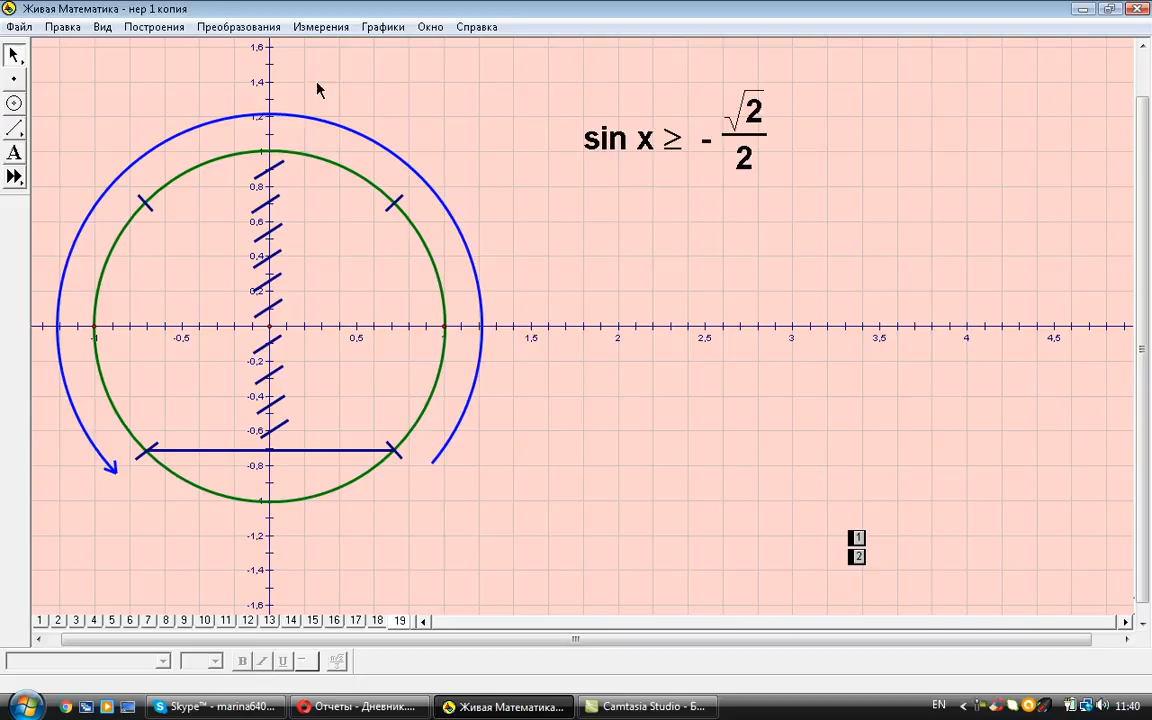 Живая Математика - нер 1 копия
Файл Правка Вид Построения Преобразования Измерения Графики Окно Справка
A
1,6
1,4
1,2
1
0,8
0,6
0,4
0,2
-1 -0,5 0,5 1 1,5 2 2,5 3 3,5 4 4,5
-0,2
-0,4
-0,6
-0,8
-1
-1,2
-1,4
-1,6
sin x ≥ - √2
2
1
2
1 2 3 4 5 6 7 8 9 10 11 12 13 14 15 16 17 18 19
B I U
Skype™ - marina640... Отчеты - Дневник.... Живая Математика... Camtasia Studio - Б... EN 11:40